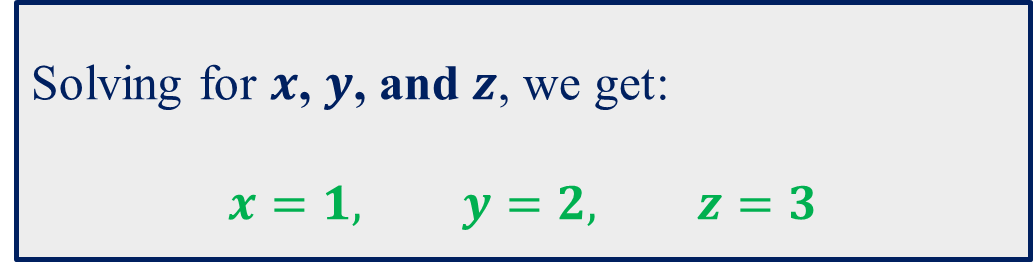 Solving for x, y, and z, we get:
x = 1, y = 2, z = 3